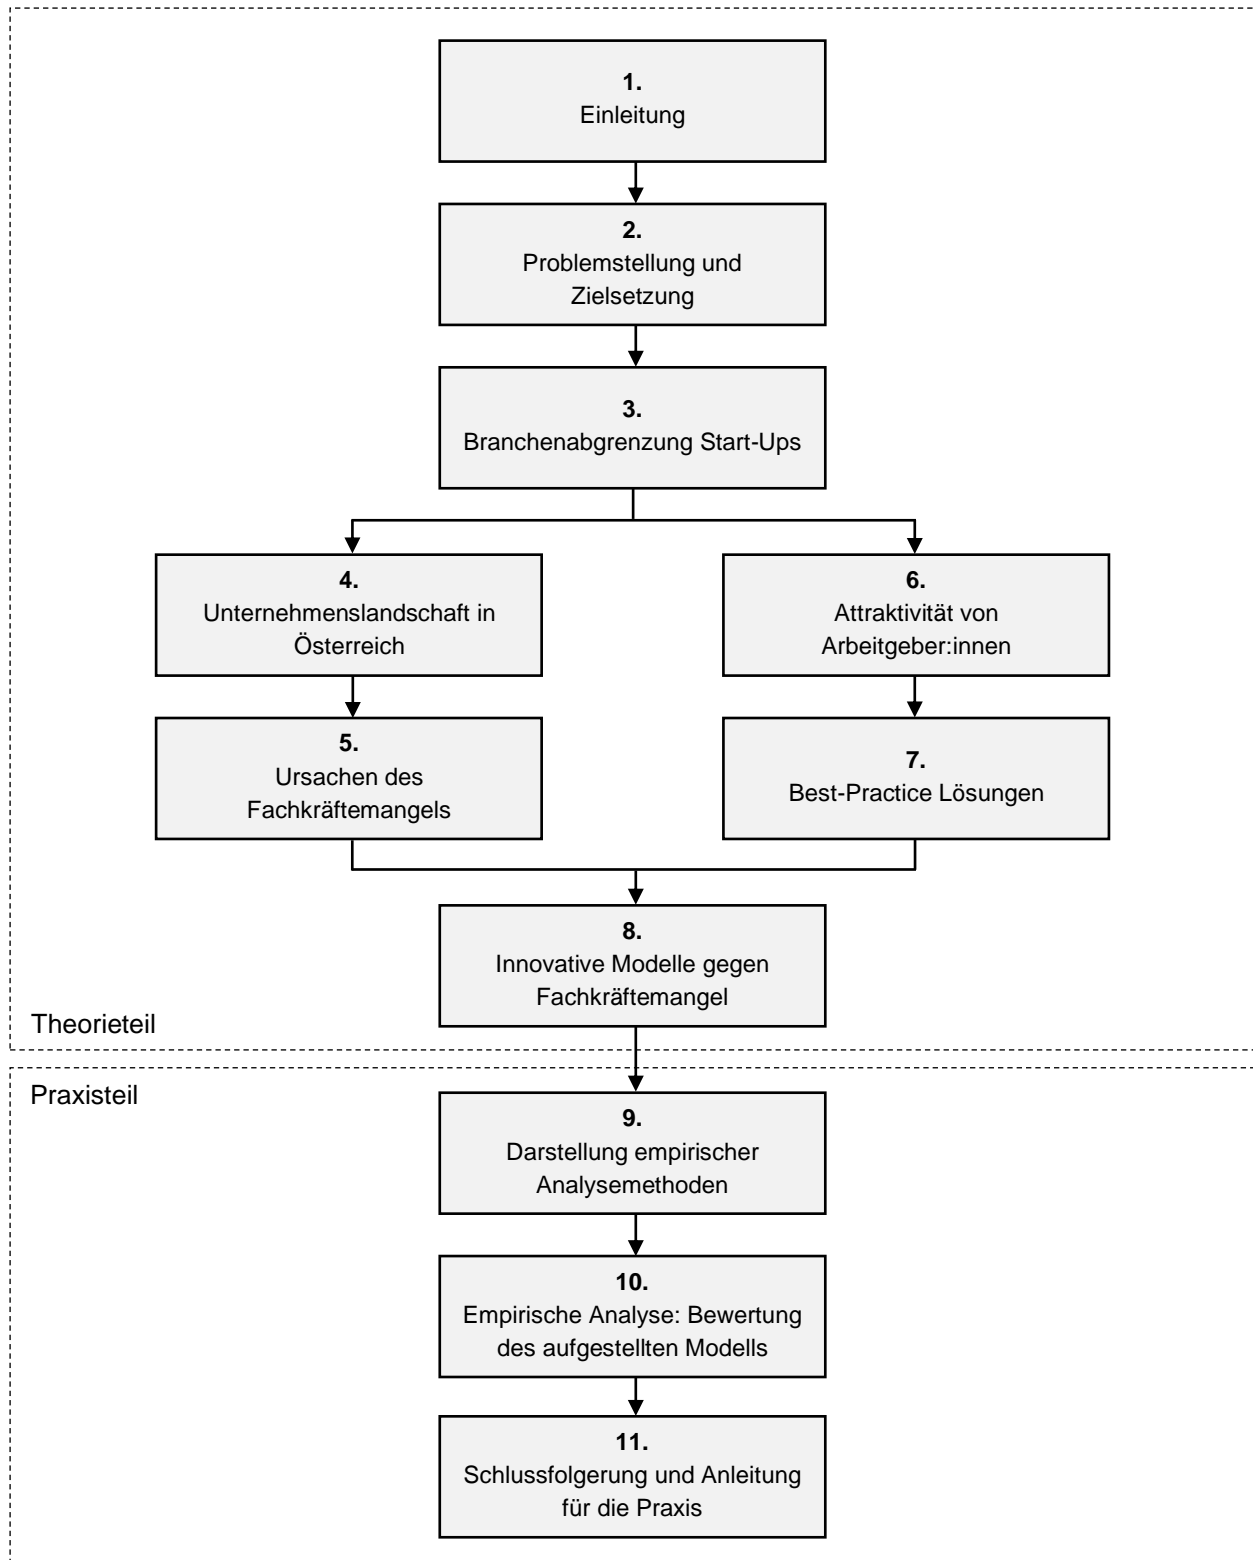 1.
Einleitung
2.
Problemstellung und
Zielsetzung
3.
Branchenabgrenzung Start-Ups
4.
Unternehmenslandschaft in
Österreich
6.
Attraktivität von
Arbeitgeber:innen
5.
Ursachen des
Fachkräftemangels
7.
Best-Practice Lösungen
8.
Innovative Modelle gegen
Fachkräftemangel
Theorieteil
Praxisteil
9.
Darstellung empirischer
Analysemethoden
10.
Empirische Analyse: Bewertung
des aufgestellten Modells
11.
Schlussfolgerung und Anleitung
für die Praxis